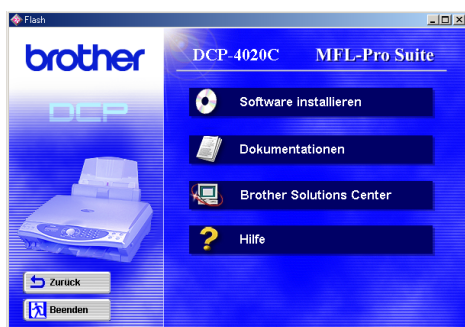 Flash
brother
DCP-4020C MFL-Pro Suite
DCP
Software installieren
Dokumentationen
Brother Solutions Center
Hilfe
Zurück
Beenden